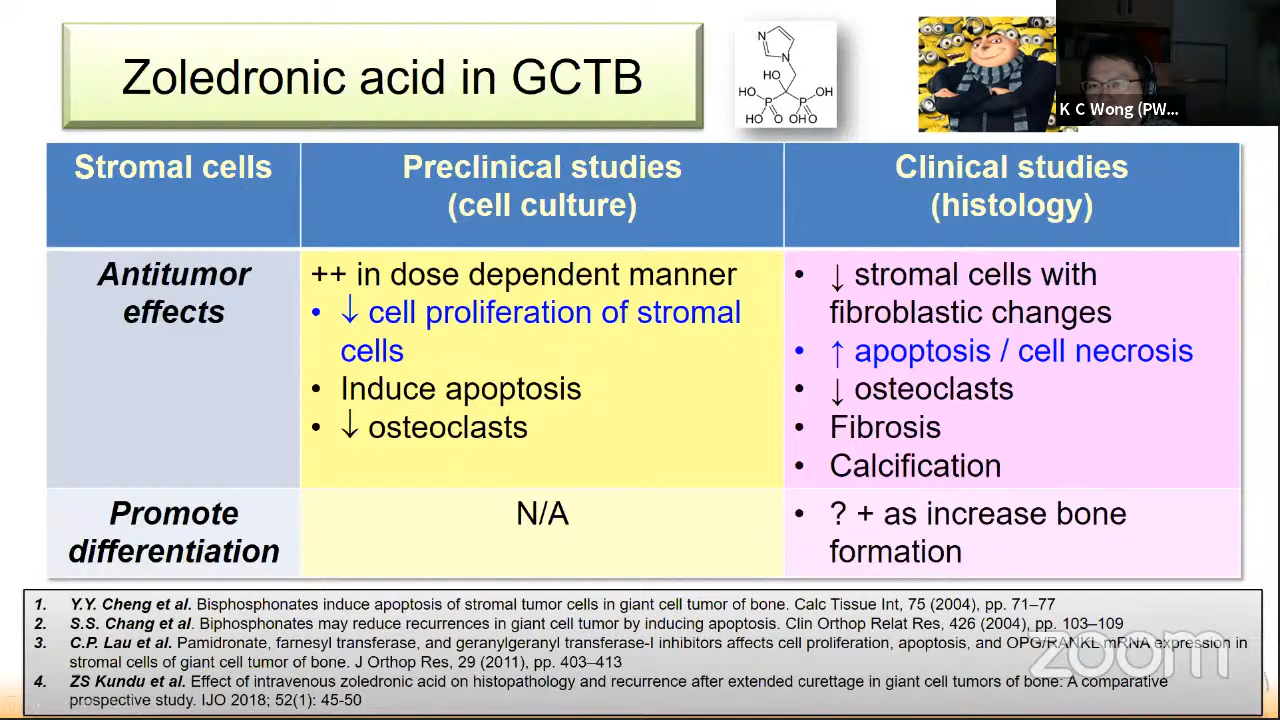 Zoledronic acid in GCTB
N
N
HO
HO
OH
P
P
HO
O
OHO
K C Wong (PW...
Stromal cells
Preclinical studies
(cell culture)
Clinical studies
(histology)
Antitumor
effects
++ in dose dependent manner
• ↓ cell proliferation of stromal
cells
• Induce apoptosis
• ↓ osteoclasts
• ↓ stromal cells with
fibroblastic changes
• ↑ apoptosis / cell necrosis
• ↓ osteoclasts
• Fibrosis
• Calcification
Promote
differentiation
N/A
• ? + as increase bone
formation
1. Y.Y. Cheng et al. Bisphosphonates induce apoptosis of stromal tumor cells in giant cell tumor of bone. Calc Tissue Int, 75 (2004), pp. 71–77
2. S.S. Chang et al. Biphosphonates may reduce recurrences in giant cell tumor by inducing apoptosis. Clin Orthop Relat Res, 426 (2004), pp. 103–109
3. C.P. Lau et al. Pamidronate, farnesyl transferase, and geranylgeranyl transferase-I inhibitors affects cell proliferation, apoptosis, and OPG/RANKL mRNA expression in
stromal cells of giant cell tumor of bone. J Orthop Res, 29 (2011), pp. 403–413
4. ZS Kundu et al. Effect of intravenous zoledronic acid on histopathology and recurrence after extended curettage in giant cell tumors of bone: A comparative
prospective study. IJO 2018; 52(1): 45-50
zoom